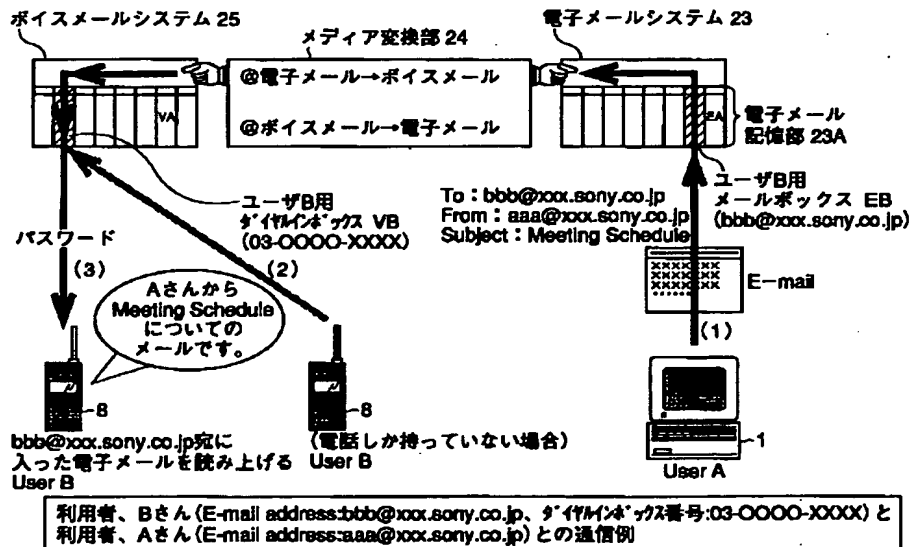 ボイスメールシステム 25
電子メールシステム 23
メディア変換部 24
@電子メール→ボイスメール
@ボイスメール→電子メール
VA
EA
電子メール
記憶部 23A
ユーザB用
ダイヤルインボックス VB
(03-OOOO-XXXX)
To：bbb@xxx.sony.co.jp
From：aaa@xxx.sony.co.jp
Subject：Meeting Schedule
ユーザB用
メールボックス EB
(bbb@xxx.sony.co.jp)
パスワード
(3)
(2)
Aさんから
Meeting Schedule
についての
メールです。
XXXXXX
XXXXXX
XXXXXX
E-mail
(1)
8
8
1
bbb@xxx.sony.co.jp宛に
入った電子メールを読み上げる
User B
(電話しか持っていない場合)
User B
User A
利用者、Bさん(E-mail address:bbb@xxx.sony.co.jp、ダイヤルインボックス番号:03-OOOO-XXXX)と
利用者、Aさん(E-mail address:aaa@xxx.sony.co.jp)との通信例